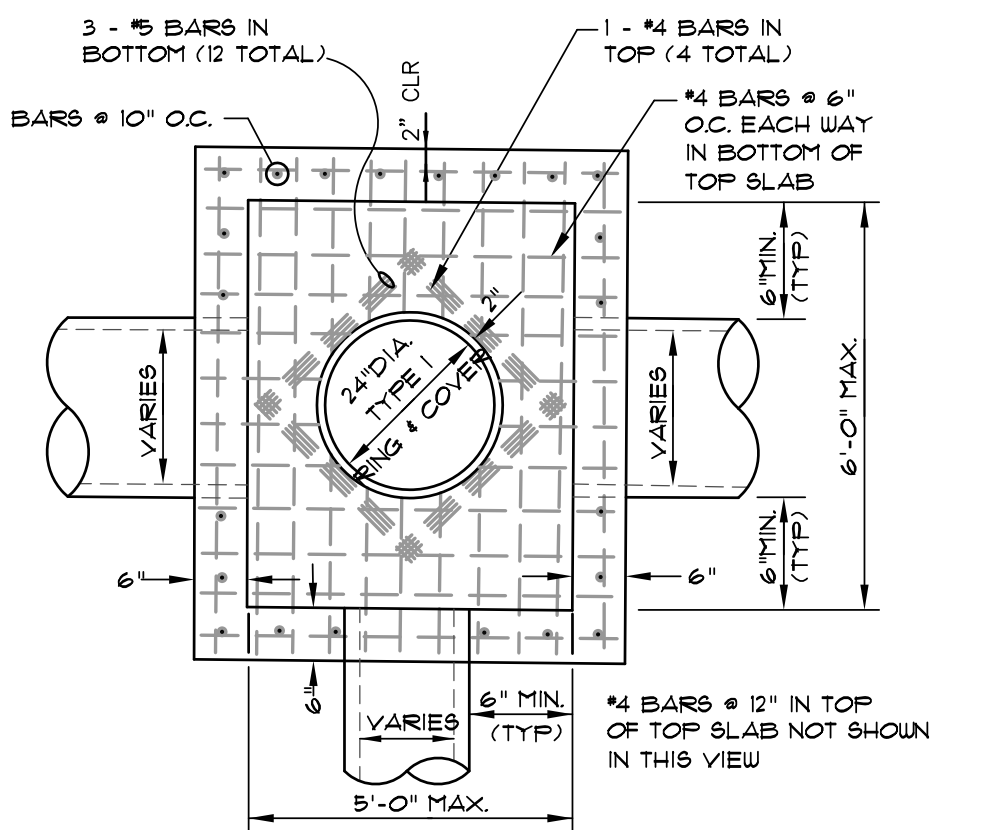 3 - #5 BARS IN
BOTTOM (12 TOTAL)
1 - #4 BARS IN
TOP (4 TOTAL)
BARS @ 10" O.C.
2" CLR
#4 BARS @ 6"
O.C. EACH WAY
IN BOTTOM OF
TOP SLAB
6"MIN.
(TYP)
2"
24"DIA.
TYPE 1
RING & COVER
VARIES
VARIES
6'-0" MAX.
6"MIN.
(TYP)
6"
6"
6"
6" MIN.
(TYP)
VARIES
#4 BARS @ 12" IN TOP
OF TOP SLAB NOT SHOWN
IN THIS VIEW
5'-0" MAX.